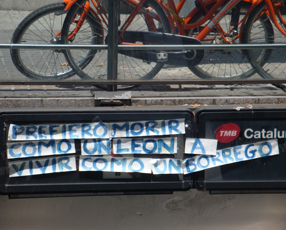 PREFIERO MORIR
COMO UN LEON A
VIVIR COMO UN BORREGO
TMB Catalu